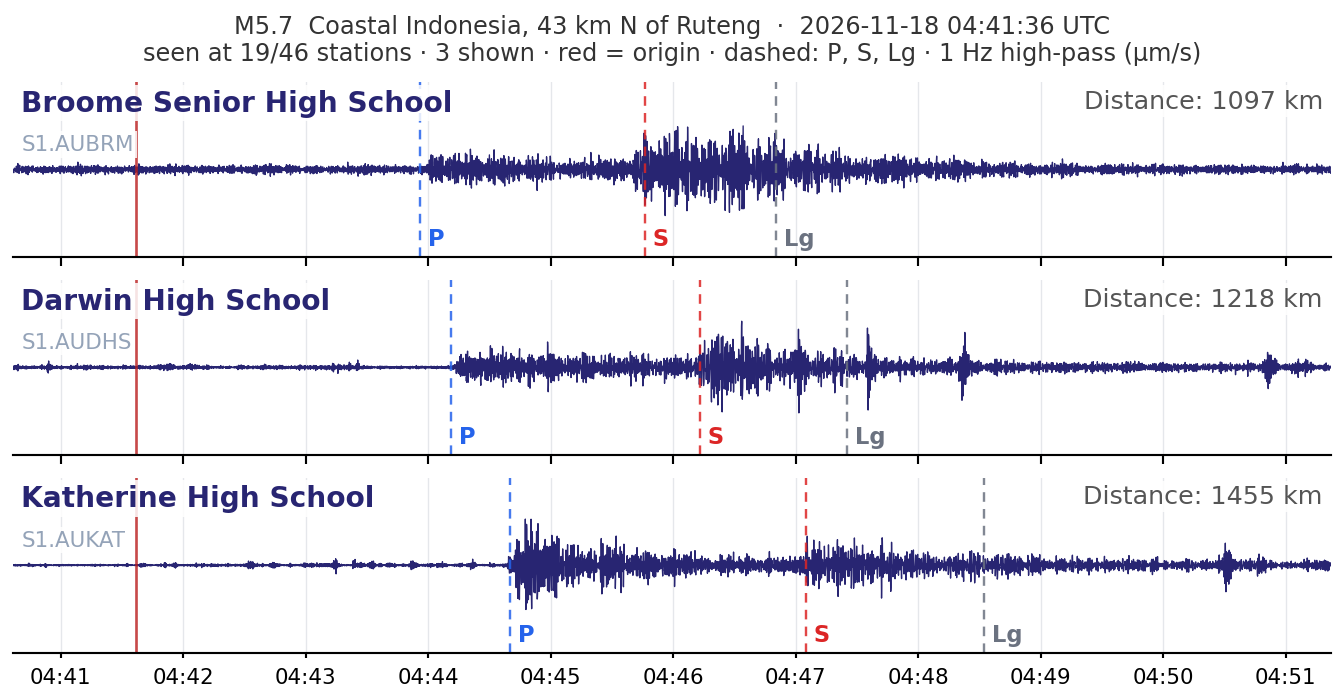 M5.7  Coastal Indonesia, 43 km N of Ruteng  ·  2026-11-18 04:41:36 UTC
seen at 19/46 stations · 3 shown · red = origin · dashed: P, S, Lg · 1 Hz high-pass (µm/s)
Broome Senior High School
Distance: 1097 km
S1.AUBRM
P
S
Lg
Darwin High School
Distance: 1218 km
S1.AUDHS
P
S
Lg
Katherine High School
Distance: 1455 km
S1.AUKAT
P
S
Lg
04:41 04:42 04:43 04:44 04:45 04:46 04:47 04:48 04:49 04:50 04:51